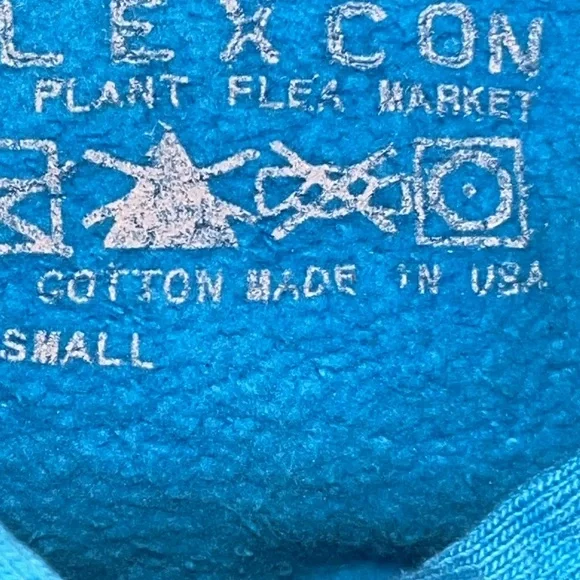 LEXCON
PLANT FLEA MARKET
COTTON MADE IN USA
SMALL